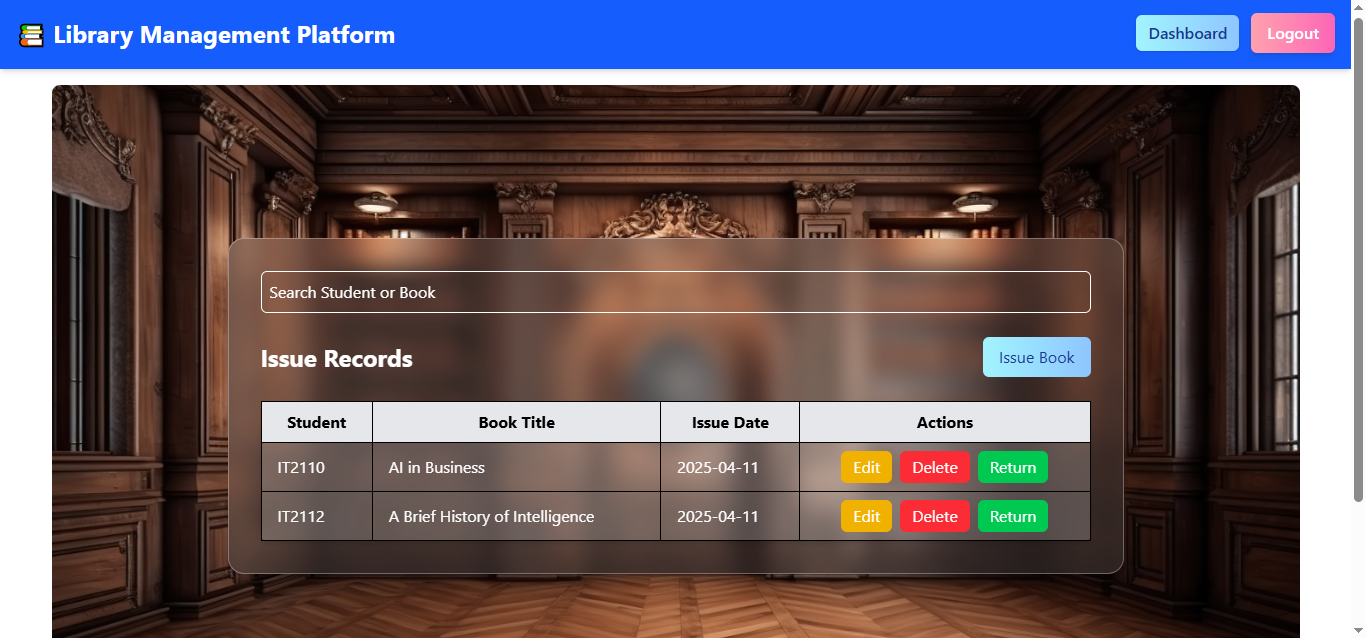 Library Management Platform
Dashboard
Logout
Search Student or Book
Issue Records
Issue Book
Student Book Title Issue Date Actions
IT2110 AI in Business 2025-04-11 Edit Delete Return
IT2112 A Brief History of Intelligence 2025-04-11 Edit Delete Return